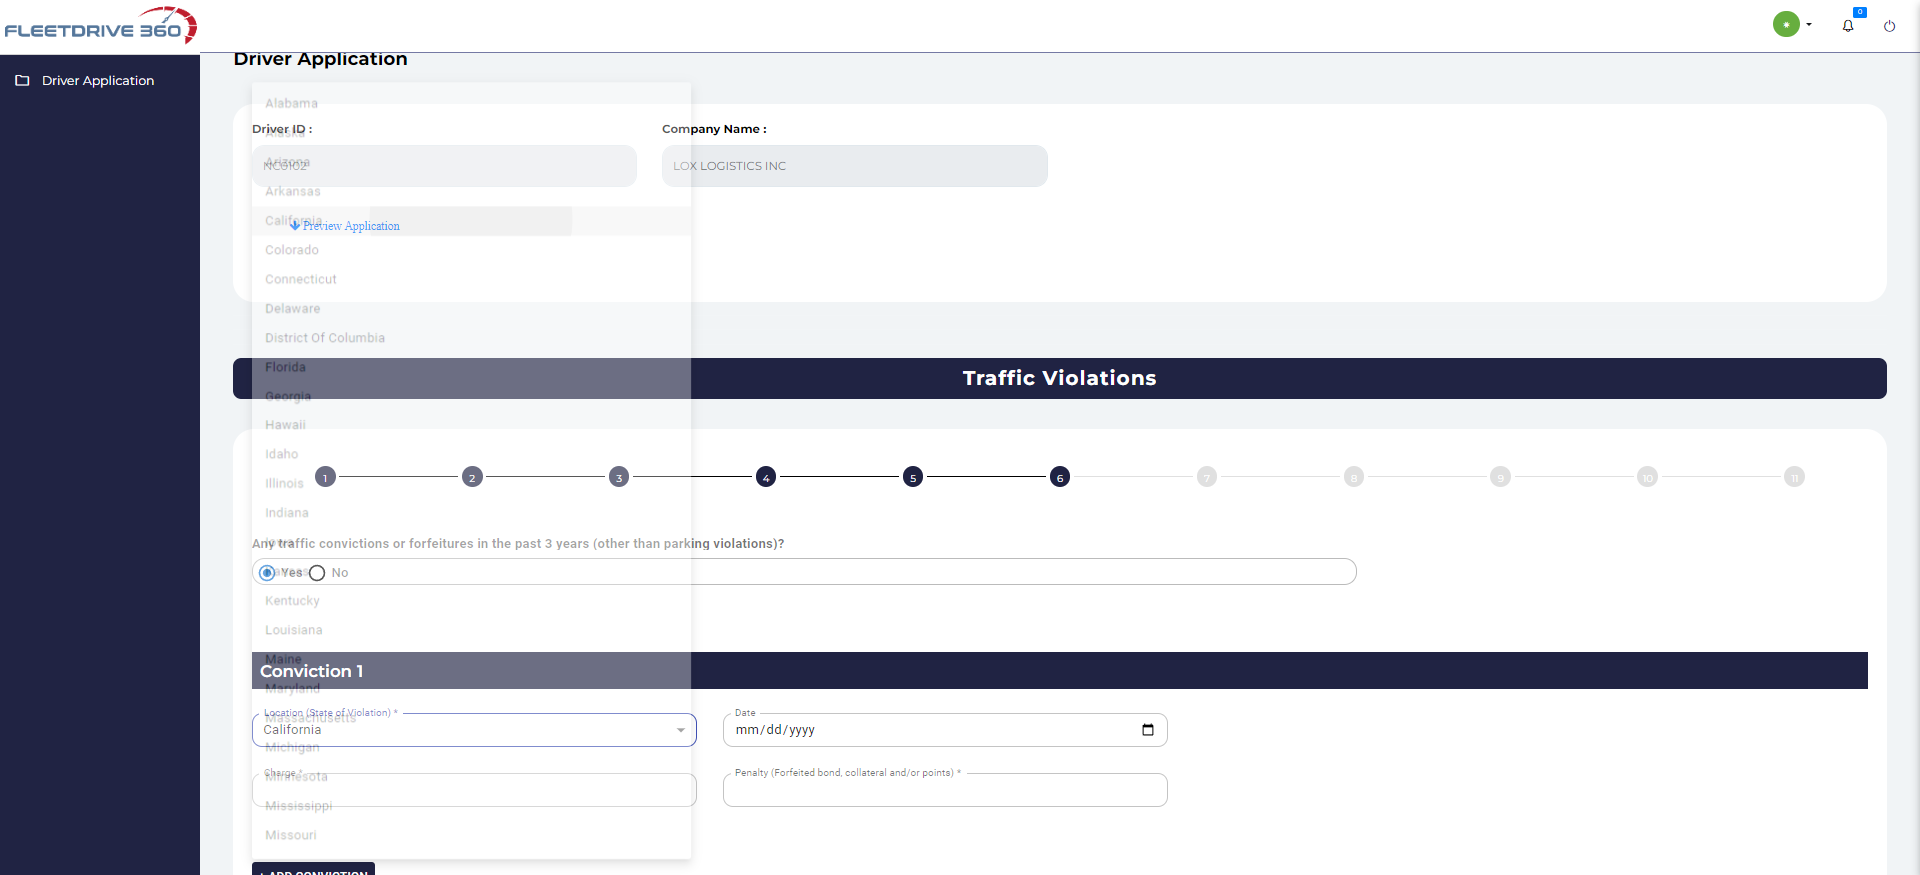 FLEETDRIVE 360
0
Driver Application
Driver Application
Alabama
Driver ID :
Company Name :
Alaska
Arizona
NC0102
LOX LOGISTICS INC
Arkansas
California
Preview Application
Colorado
Connecticut
Delaware
District Of Columbia
Florida
Traffic Violations
Georgia
Hawaii
Idaho
Illinois
1 2 3 4 5 6 7 8 9 10 11
Indiana
Iowa
Any traffic convictions or forfeitures in the past 3 years (other than parking violations)?
Yes No
Kentucky
Louisiana
Maine
Conviction 1
Maryland
Location (State of Violation) *
Date
Massachusetts
California
mm/dd/yyyy
Michigan
Charge *
Penalty (Forfeited bond, collateral and/or points) *
Minnesota
Mississippi
Missouri
+ ADD CONVICTION